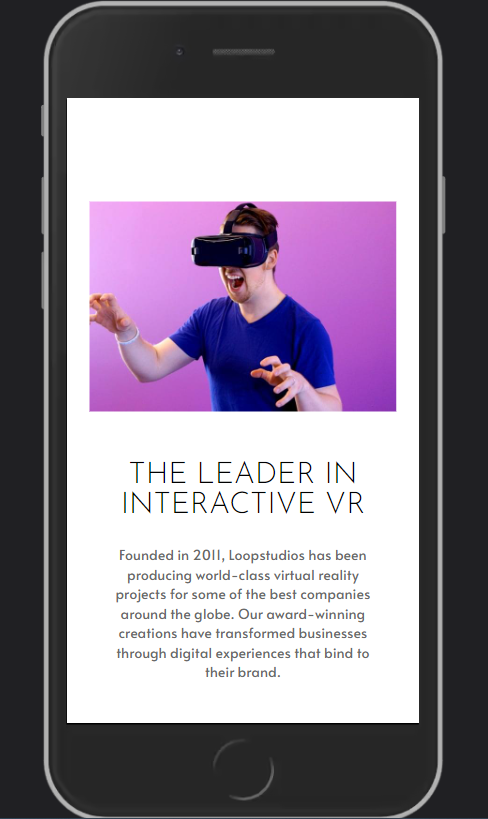 THE LEADER IN
INTERACTIVE VR
Founded in 2011, Loopstudios has been
producing world-class virtual reality
projects for some of the best companies
around the globe. Our award-winning
creations have transformed businesses
through digital experiences that bind to
their brand.